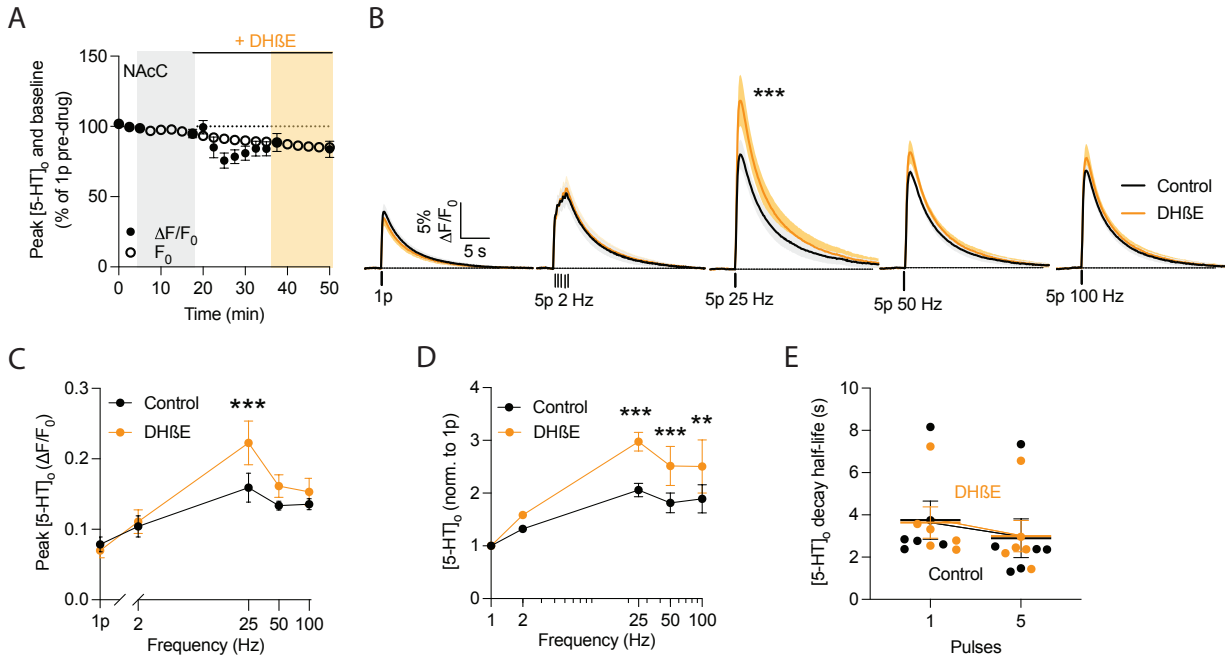 A
+ DHßE
150
NAcC
100
50
0
Peak [5-HT]o and baseline
(% of 1p pre-drug)
ΔF/F0
F0
0 10 20 30 40 50
Time (min)
B
***
Control
DHßE
5%
ΔF/F0
5 s
1p
5p 2 Hz
5p 25 Hz
5p 50 Hz
5p 100 Hz
C
0.3
0.2
0.1
0.0
Peak [5-HT]o (ΔF/F0)
Control
DHßE
***
1p 2 25 50 100
Frequency (Hz)
D
4
3
2
1
0
[5-HT]o (norm. to 1p)
Control
DHßE
***
***
**
1 2 25 50 100
Frequency (Hz)
E
10
8
6
4
2
0
[5-HT]o decay half-life (s)
DHßE
Control
1 5
Pulses